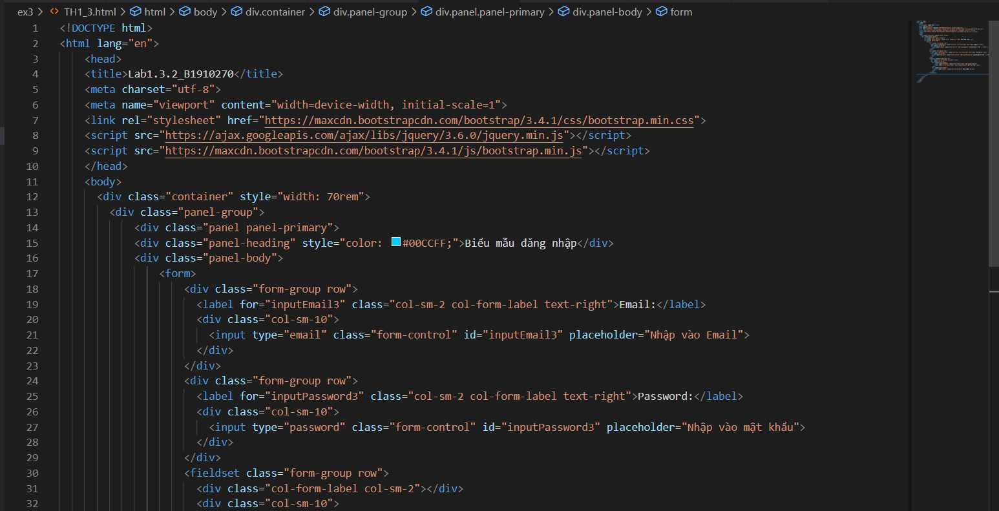 ex3 > <> TH1_3.html > html > body > div.container > div.panel-group > div.panel.panel-primary > div.panel-body > form
1 <!DOCTYPE html>
2 <html lang="en">
3 <head>
4 <title>Lab1.3.2_B1910270</title>
5 <meta charset="utf-8">
6 <meta name="viewport" content="width=device-width, initial-scale=1">
7 <link rel="stylesheet" href="https://maxcdn.bootstrapcdn.com/bootstrap/3.4.1/css/bootstrap.min.css">
8 <script src="https://ajax.googleapis.com/ajax/libs/jquery/3.6.0/jquery.min.js"></script>
9 <script src="https://maxcdn.bootstrapcdn.com/bootstrap/3.4.1/js/bootstrap.min.js"></script>
10 </head>
11 <body>
12 <div class="container" style="width: 70rem">
13 <div class="panel-group">
14 <div class="panel panel-primary">
15 <div class="panel-heading" style="color: #00CCFF;">Biểu mẫu đăng nhập</div>
16 <div class="panel-body">
17 <form>
18 <div class="form-group row">
19 <label for="inputEmail3" class="col-sm-2 col-form-label text-right">Email:</label>
20 <div class="col-sm-10">
21 <input type="email" class="form-control" id="inputEmail3" placeholder="Nhập vào Email">
22 </div>
23 </div>
24 <div class="form-group row">
25 <label for="inputPassword3" class="col-sm-2 col-form-label text-right">Password:</label>
26 <div class="col-sm-10">
27 <input type="password" class="form-control" id="inputPassword3" placeholder="Nhập vào mật khẩu">
28 </div>
29 </div>
30 <fieldset class="form-group row">
31 <div class="col-form-label col-sm-2"></div>
32 <div class="col-sm-10">